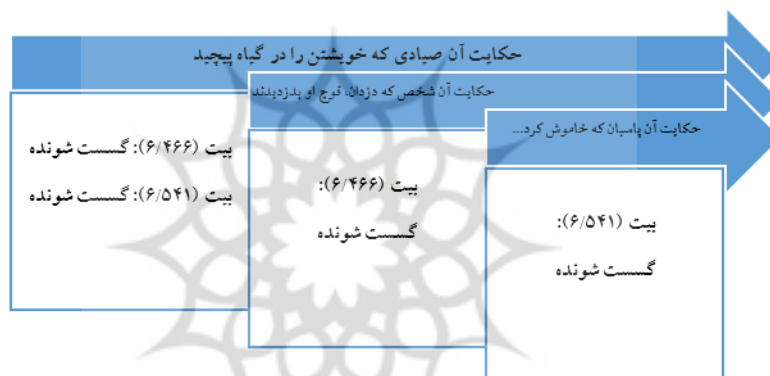 حکایت آن صیادی که خویشتن را در گیاه پیچید
حکایت آن شخص که دزدان، قوج او بدزدیدند
حکایت آن پاسبان که خاموش کرد...
بیت (۶/۴۶۶): گسست شونده
بیت (۶/۵۴۱): گسست شونده
بیت (۶/۴۶۶):
گسست شونده
بیت (۶/۵۴۱):
گسست شونده